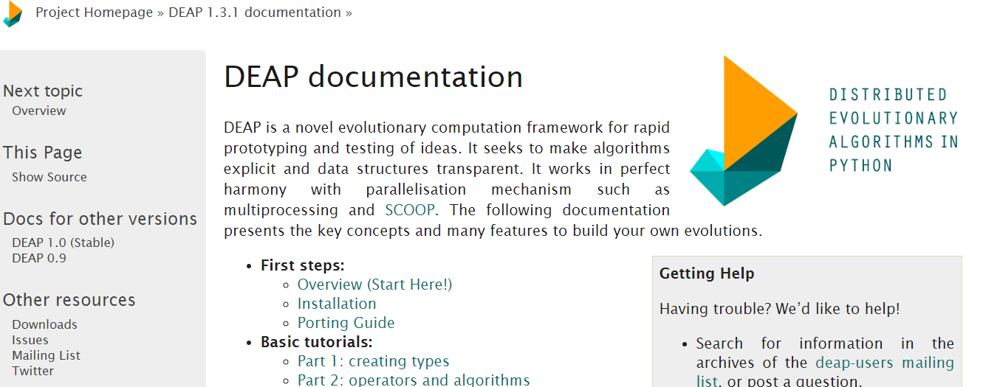 Project Homepage » DEAP 1.3.1 documentation »
Next topic
Overview
This Page
Show Source
Docs for other versions
DEAP 1.0 (Stable)
DEAP 0.9
Other resources
Downloads
Issues
Mailing List
Twitter
DEAP documentation
DISTRIBUTED
EVOLUTIONARY
ALGORITHMS IN
PYTHON
DEAP is a novel evolutionary computation framework for rapid
prototyping and testing of ideas. It seeks to make algorithms
explicit and data structures transparent. It works in perfect
harmony with parallelisation mechanism such as
multiprocessing and SCOOP. The following documentation
presents the key concepts and many features to build your own evolutions.
• First steps:
◦ Overview (Start Here!)
◦ Installation
◦ Porting Guide
• Basic tutorials:
◦ Part 1: creating types
◦ Part 2: operators and algorithms
Getting Help
Having trouble? We’d like to help!
• Search for information in the
archives of the deap-users mailing
list, or post a question.